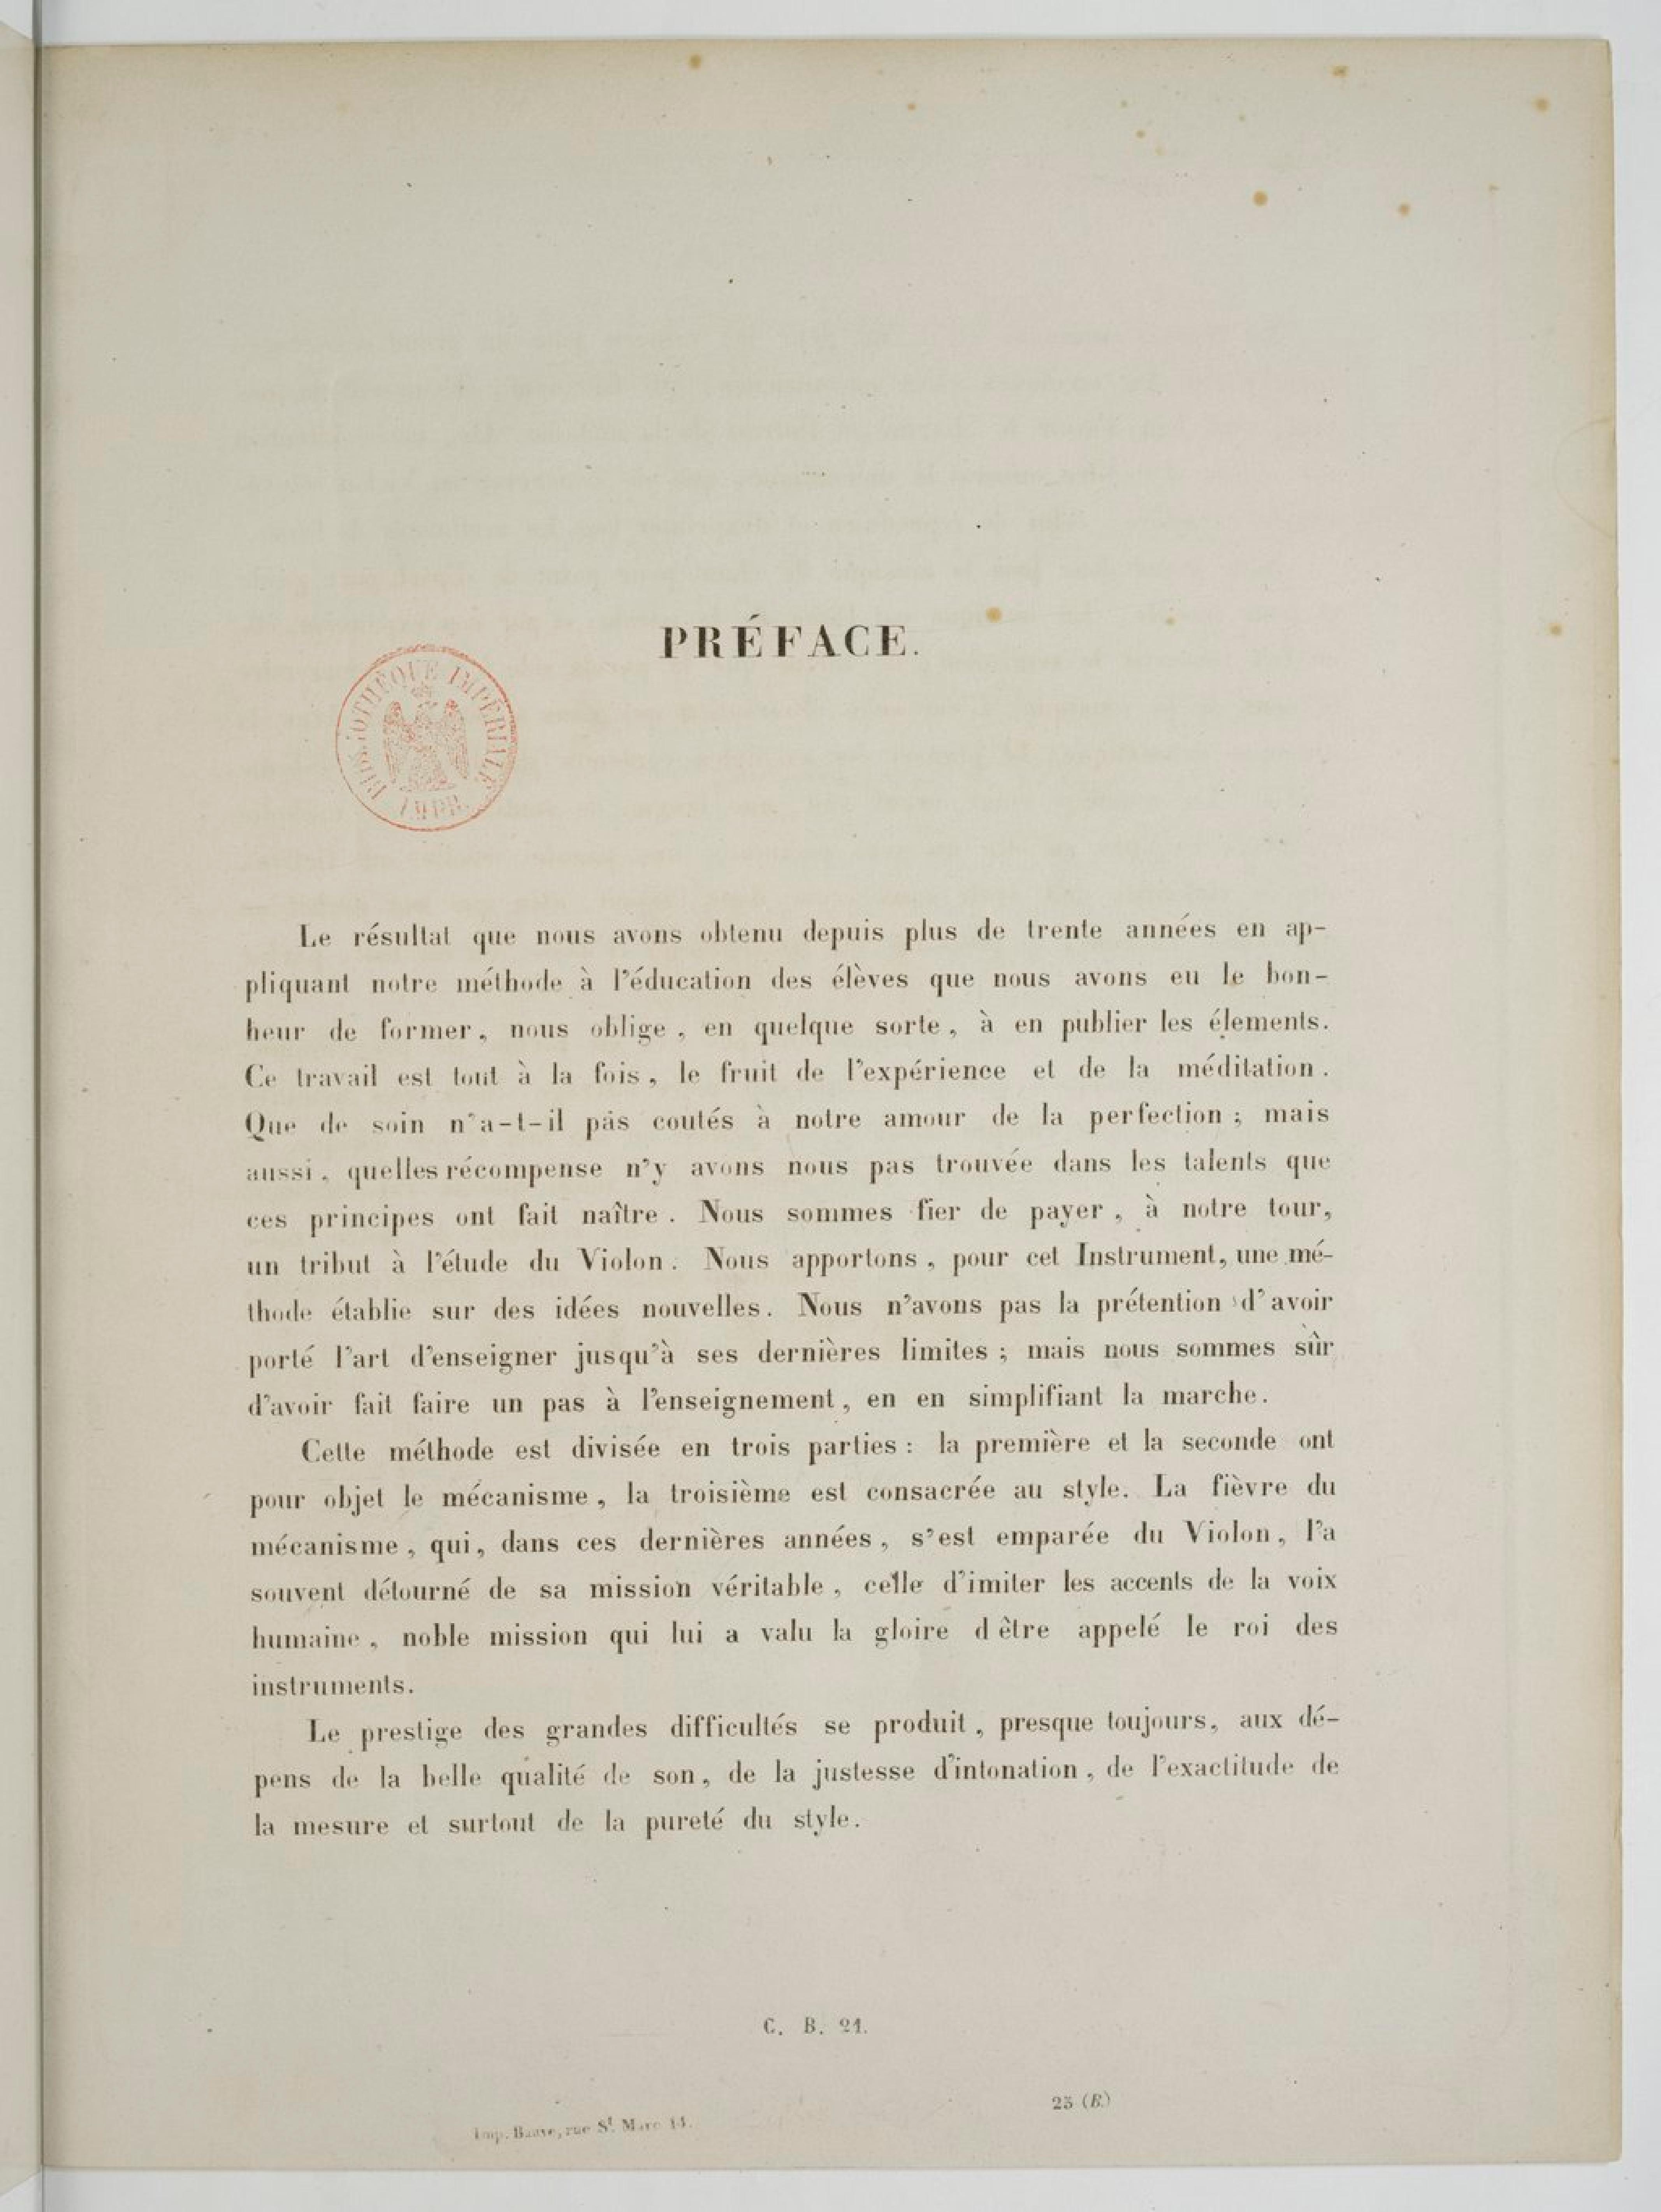 PRÉFACE.
BIBLIOTHÈQUE IMPÉRIALE
IMPR.
Le résultat que nous avons obtenu depuis plus de trente années en ap-
pliquant notre méthode à l'éducation des élèves que nous avons eu le bon-
heur de former, nous oblige, en quelque sorte, à en publier les élements.
Ce travail est tout à la fois, le fruit de l'expérience et de la méditation.
Que de soin n'a-t-il pas coutés à notre amour de la perfection ; mais
aussi, quelles récompense n'y avons nous pas trouvée dans les talents que
ces principes ont fait naître. Nous sommes fier de payer, à notre tour,
un tribut à l'étude du Violon. Nous apportons, pour cet Instrument, une mé-
thode établie sur des idées nouvelles. Nous n'avons pas la prétention d'avoir
porté l'art d'enseigner jusqu'à ses dernières limites ; mais nous sommes sûr
d'avoir fait faire un pas à l'enseignement, en en simplifiant la marche.
Cette méthode est divisée en trois parties : la première et la seconde ont
pour objet le mécanisme, la troisième est consacrée au style. La fièvre du
mécanisme, qui, dans ces dernières années, s'est emparée du Violon, l'a
souvent détourné de sa mission véritable, celle d'imiter les accents de la voix
humaine, noble mission qui lui a valu la gloire d être appelé le roi des
instruments.
Le prestige des grandes difficultés se produit, presque toujours, aux dé-
pens de la belle qualité de son, de la justesse d'intonation, de l'exactitude de
la mesure et surtout de la pureté du style.
C. B. 21.
25 (B.)
Imp. rue St. Marc 14.